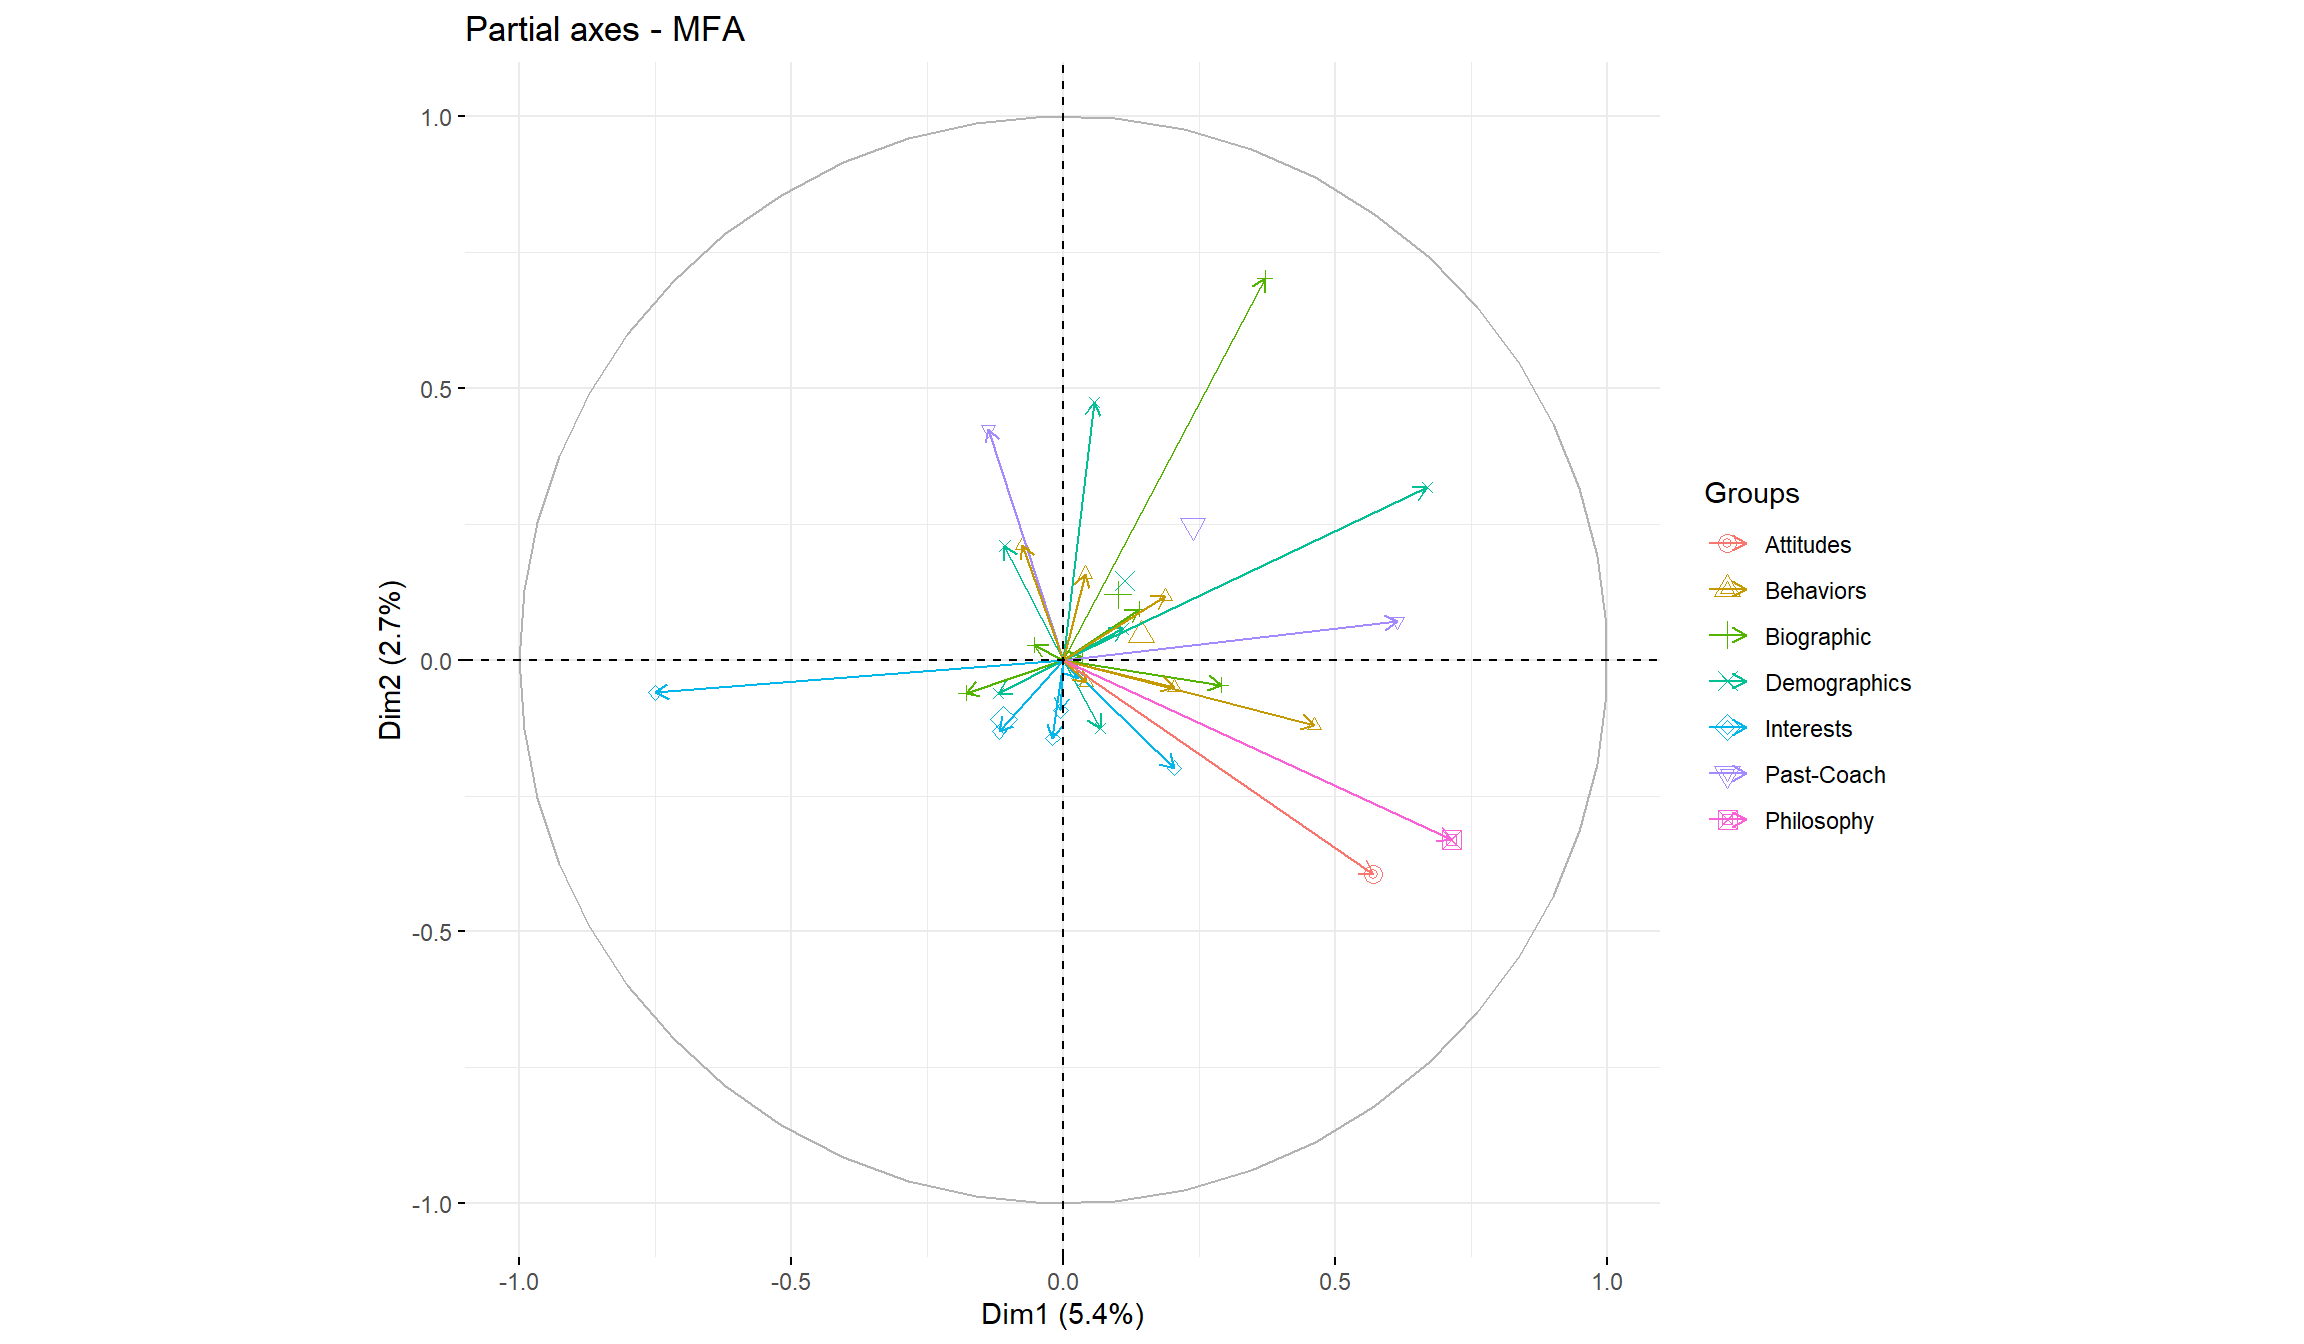 Partial axes - MFA
1.0
0.5
0.0
-0.5
-1.0
Dim2 (2.7%)
-1.0
-0.5
0.0
0.5
1.0
Dim1 (5.4%)
Groups
Attitudes
Behaviors
Biographic
Demographics
Interests
Past-Coach
Philosophy